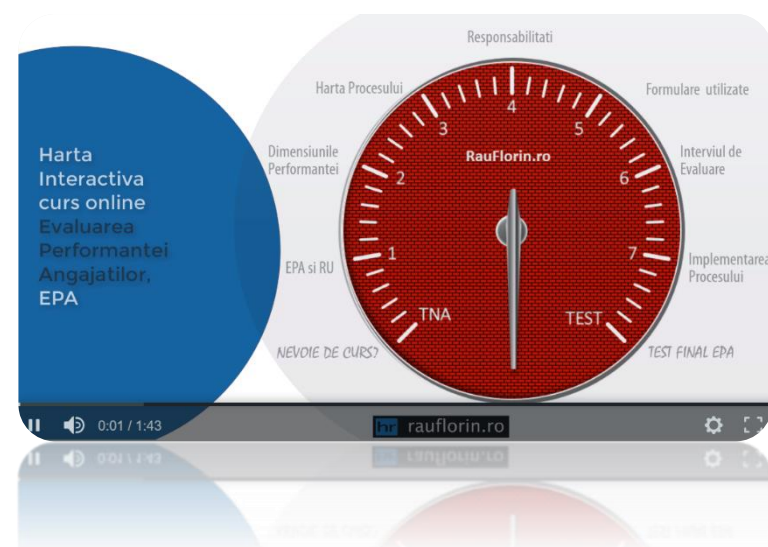 Harta
Interactiva
curs online
Evaluarea
Performantei
Angajatilor,
EPA
Responsabilitati
Harta Procesului
Formulare utilizate
Dimensiunile
Performantei
Interviul de
Evaluare
EPA si RU
Implementarea
Procesului
NEVOIE DE CURS?
TEST FINAL EPA
RauFlorin.ro
1
2
3
4
5
6
7
TNA
TEST
0:01 / 1:43
hr rauflorin.ro